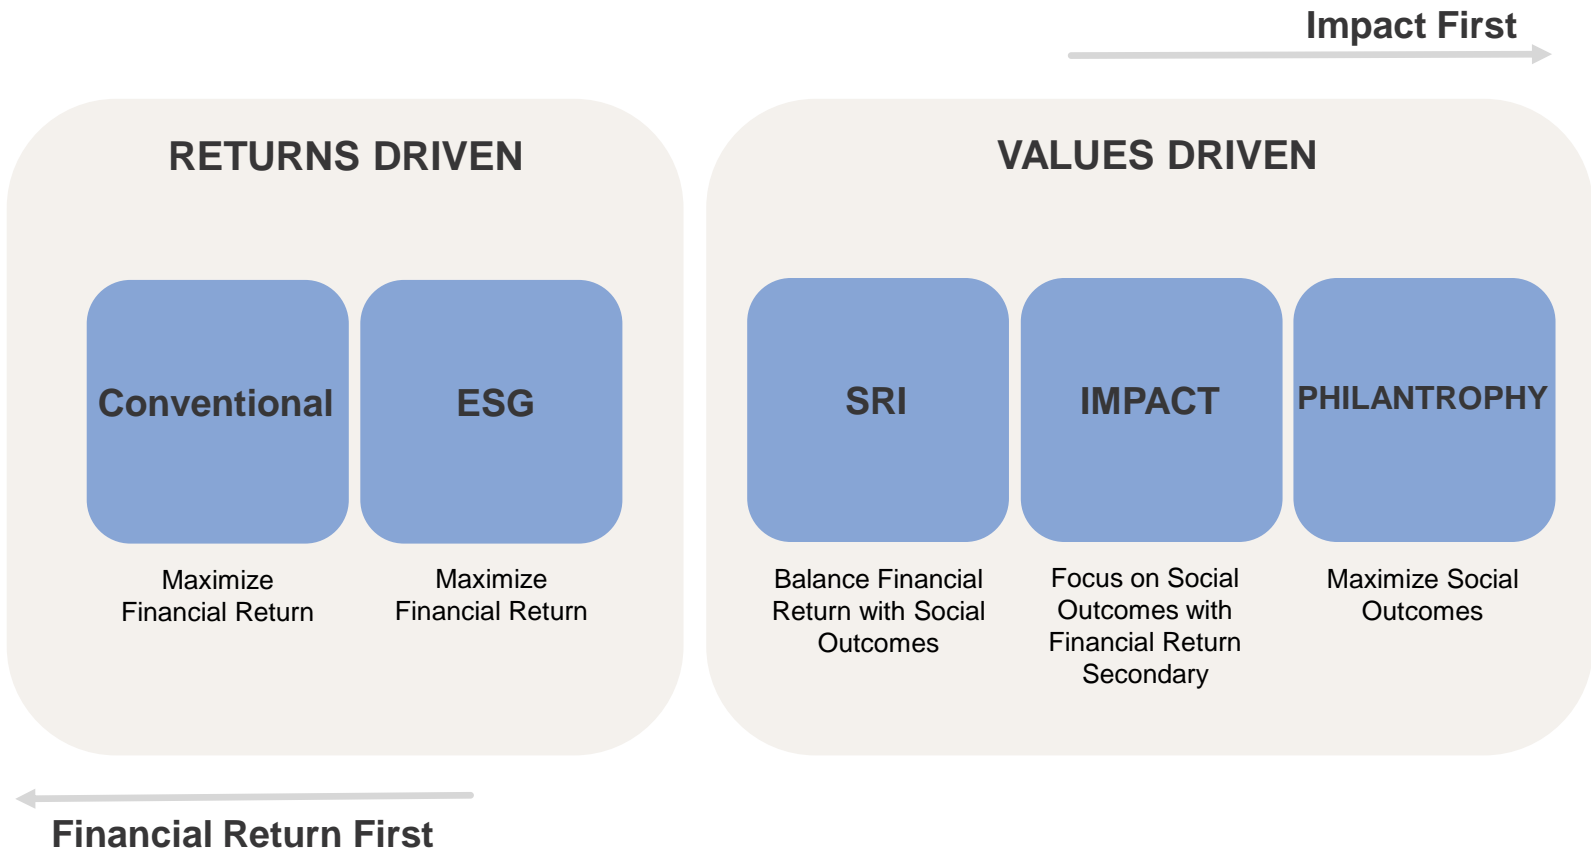 Impact First
RETURNS DRIVEN
VALUES DRIVEN
Conventional
ESG
SRI
IMPACT
PHILANTROPHY
Maximize
Financial Return
Maximize
Financial Return
Balance Financial
Return with Social
Outcomes
Focus on Social
Outcomes with
Financial Return
Secondary
Maximize Social
Outcomes
Financial Return First